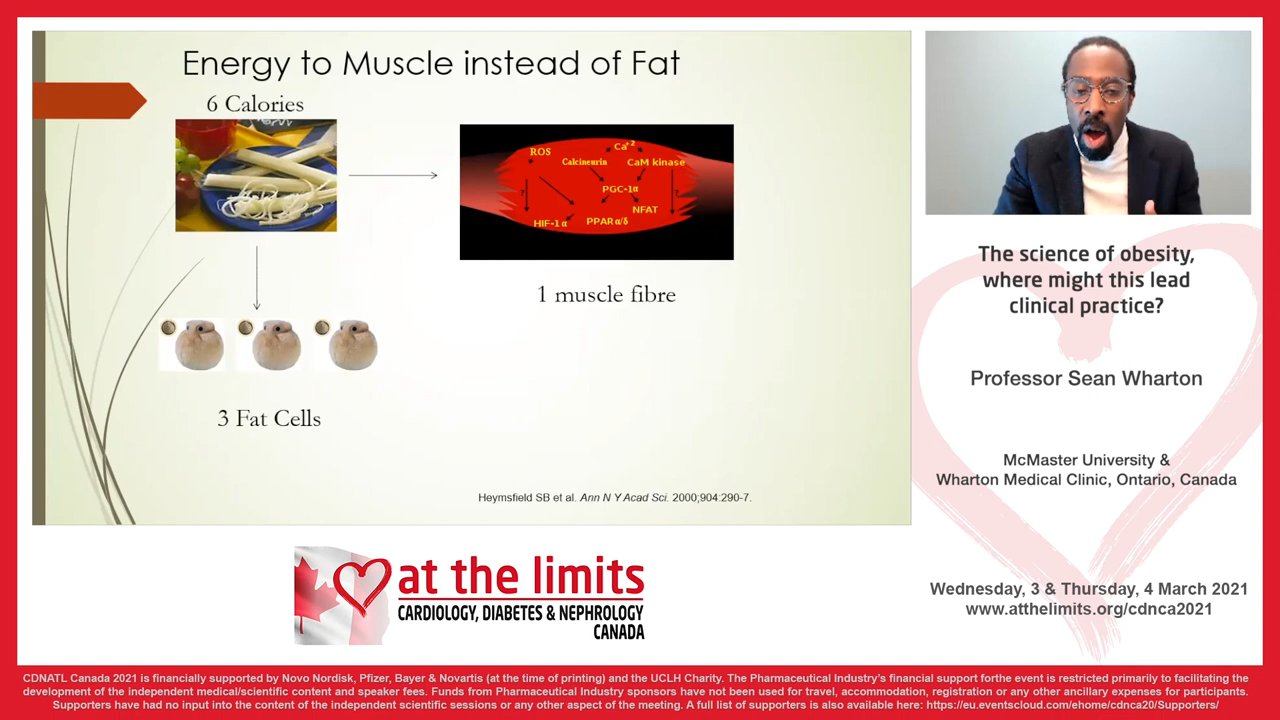 Energy to Muscle instead of Fat
6 Calories
ROS
Ca+2
Calcineurin
CaM kinase
?
?
PGC-1α
NFAT
HIF-1 α
PPAR α/δ
1 muscle fibre
3 Fat Cells
Heymsfield SB et al. Ann N Y Acad Sci. 2000;904:290-7.
The science of obesity,
where might this lead
clinical practice?
Professor Sean Wharton
McMaster University &
Wharton Medical Clinic, Ontario, Canada
at the limits
CARDIOLOGY, DIABETES & NEPHROLOGY
CANADA
Wednesday, 3 & Thursday, 4 March 2021
www.atthelimits.org/cdnca2021
CDNATL Canada 2021 is financially supported by Novo Nordisk, Pfizer, Bayer & Novartis (at the time of printing) and the UCLH Charity. The Pharmaceutical Industry's financial support forthe event is restricted primarily to facilitating the
development of the independent medical/scientific content and speaker fees. Funds from Pharmaceutical Industry sponsors have not been used for travel, accommodation, registration or any other ancillary expenses for participants.
Supporters have had no input into the content of the independent scientific sessions or any other aspect of the meeting. A full list of supporters is also available here: https://eu.eventscloud.com/ehome/cdnca20/Supporters/